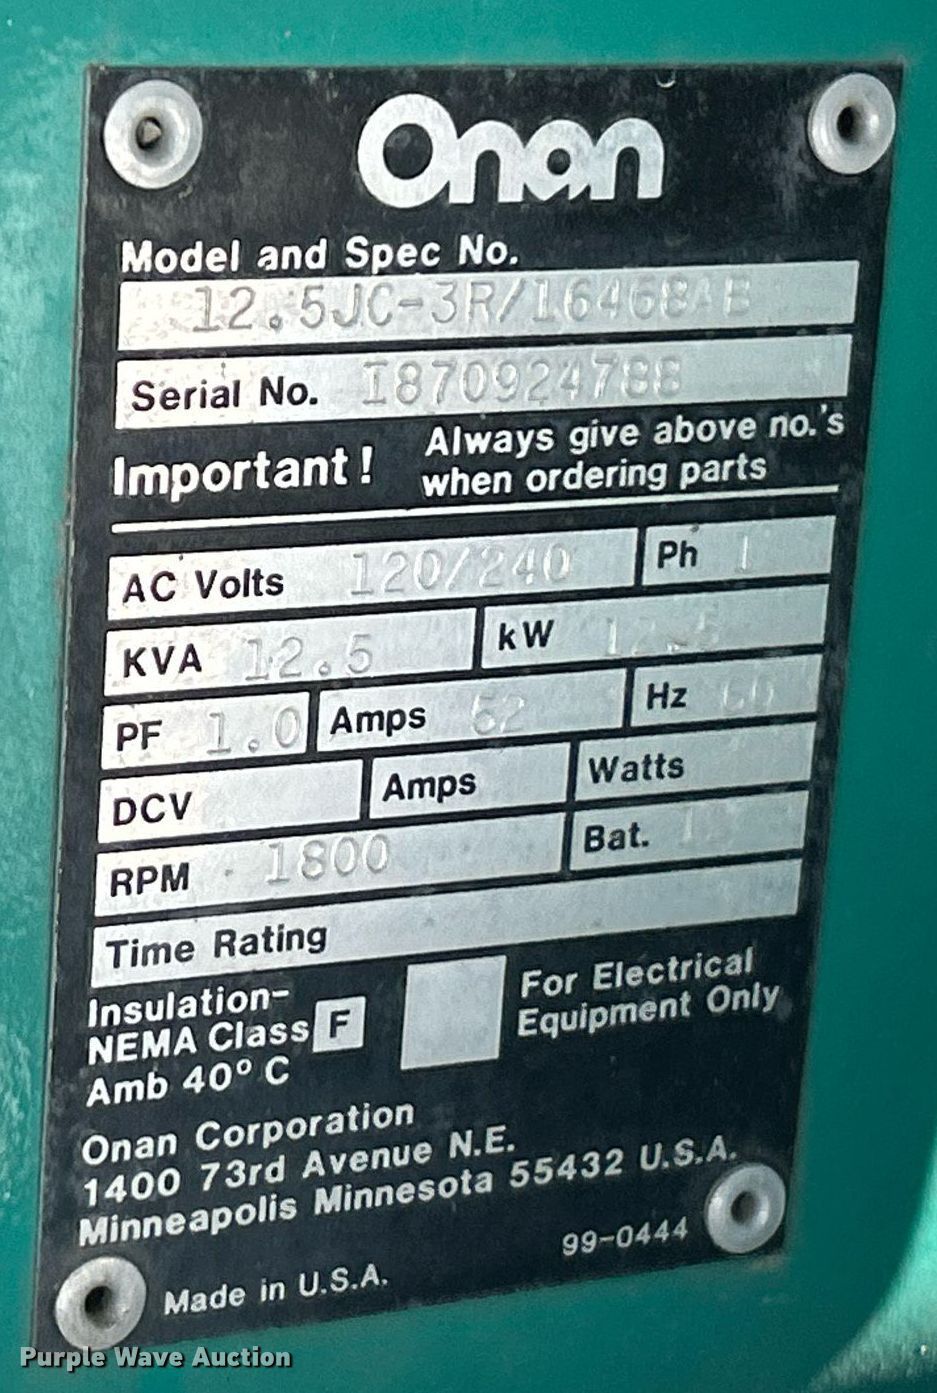 Onan
Model and Spec No.
12.5JC-3R/16468AE
Serial No. I870924788
Important! Always give above no.'s
when ordering parts
AC Volts 120/240 Ph 1
KVA 12.5 kW 12.5
PF 1.0 Amps 52 Hz 60
DCV Amps Watts
RPM 1800 Bat.
Time Rating
Insulation-
NEMA Class F
Amb 40° C
For Electrical
Equipment Only
Onan Corporation
1400 73rd Avenue N.E.
Minneapolis Minnesota 55432 U.S.A.
99-0444
Made in U.S.A.
Purple Wave Auction